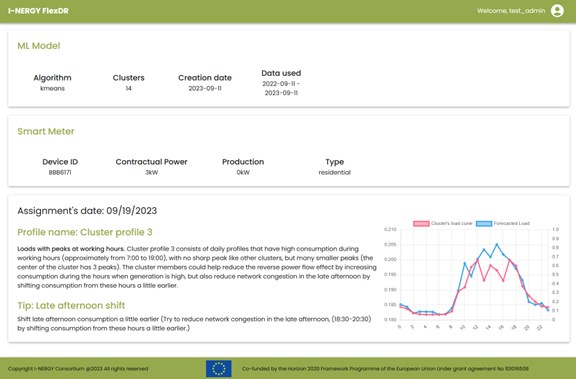 I-NERGY FlexDR
Welcome, test_admin
ML Model
Algorithm Clusters Creation date Data used
kmeans 14 2023-09-11 2022-09-11 -
2023-09-11
Smart Meter
Device ID Contractual Power Production Type
BBB6171 3kW 0kW residential
Assignment's date: 09/19/2023
Profile name: Cluster profile 3
Loads with peaks at working hours. Cluster profile 3 consists of daily profiles that have high consumption during
working hours (approximately from 7:00 to 19:00), with no sharp peak like other clusters, but many smaller peaks (the
center of the cluster has 3 peaks). The cluster members could help reduce the reverse power flow effect by increasing
consumption during the hours when generation is high, but also reduce network congestion in the late afternoon by
shifting consumption from these hours a little earlier.
Tip: Late afternoon shift
Shift late afternoon consumption a little earlier (Try to reduce network congestion in the late afternoon, (18:30-20:30)
by shifting consumption from these hours a little earlier.)
Cluster's load curve Forecasted Load
0.210 1.0
0.9
0.205 0.8
0.7
0.200 0.6
0.195 0.5
0.190 0.4
0.3
0.185 0.2
0.1
0.180 0
0 2 4 6 8 10 12 14 16 18 20 22
Copyright I-NERGY Consortium @2023 All rights reserved
Co-funded by the Horizon 2020 Framework Programme of the European Union Under grant agreement No 101016508